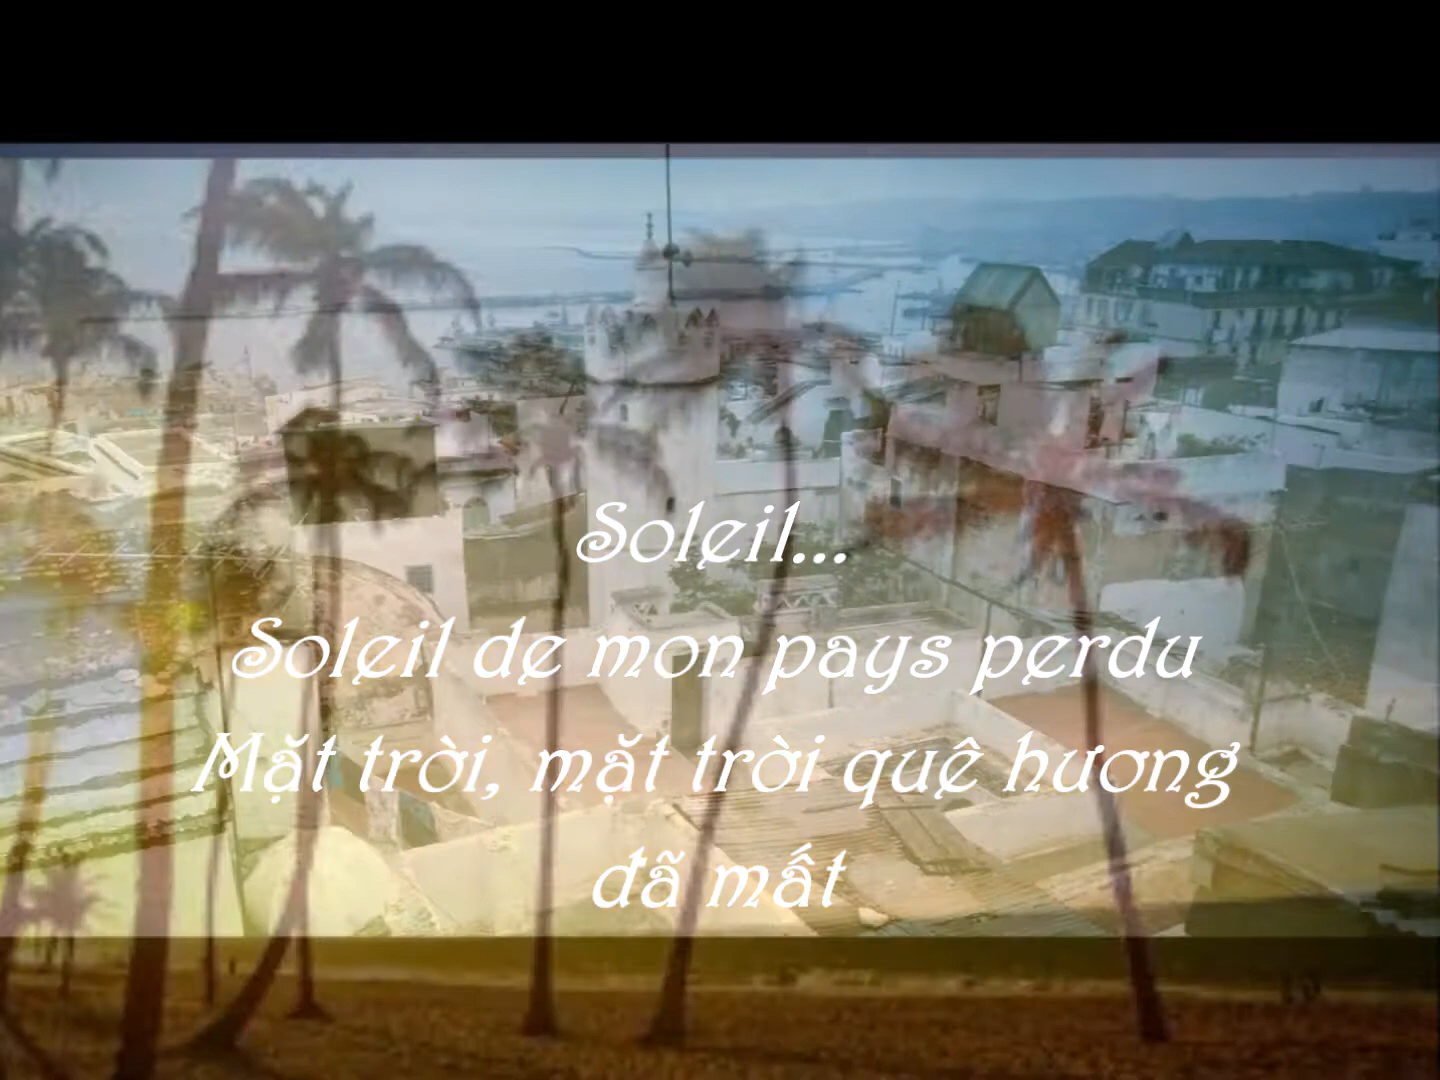 Soleil...
Soleil de mon pays perdu
Mặt trời, mặt trời quê hương
đã mất